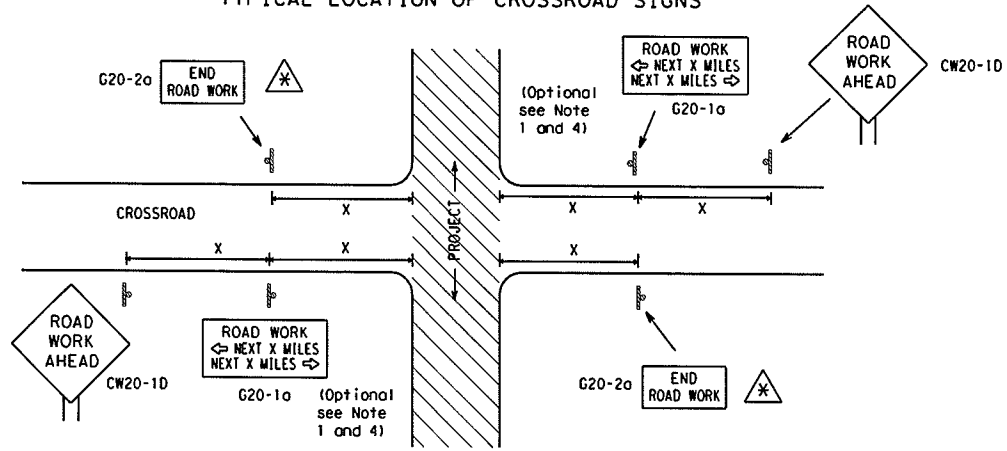 TYPICAL LOCATION OF CROSSROAD SIGNS
G20-2a
END
ROAD WORK
*
(Optional
see Note
1 and 4)
ROAD WORK
⇦ NEXT X MILES
NEXT X MILES ⇨
G20-1a
ROAD
WORK
AHEAD
CW20-1D
CROSSROAD
X
X
X
PROJECT
X
X
X
ROAD
WORK
AHEAD
CW20-1D
ROAD WORK
⇦ NEXT X MILES
NEXT X MILES ⇨
G20-1a
(Optional
see Note
1 and 4)
G20-2a
END
ROAD WORK
*